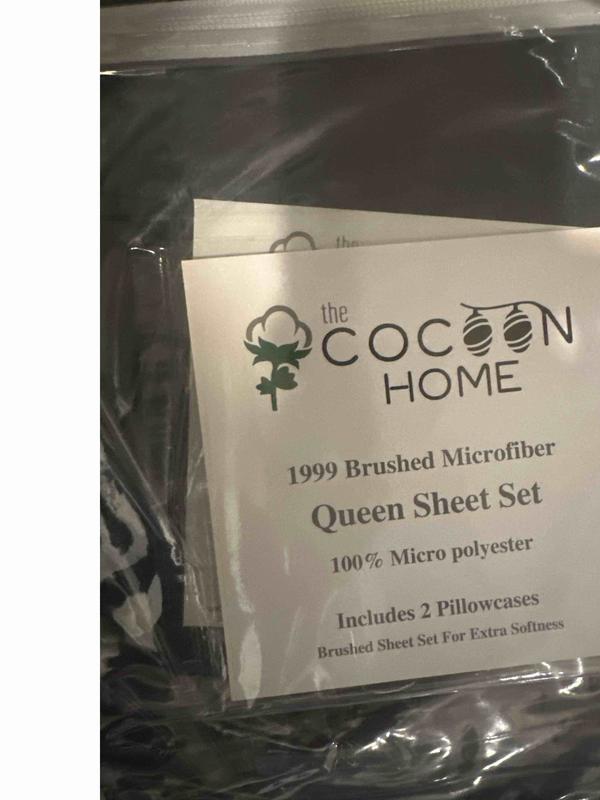 the
the
COCOON
HOME
1999 Brushed Microfiber
Queen Sheet Set
100% Micro polyester
Includes 2 Pillowcases
Brushed Sheet Set For Extra Softness